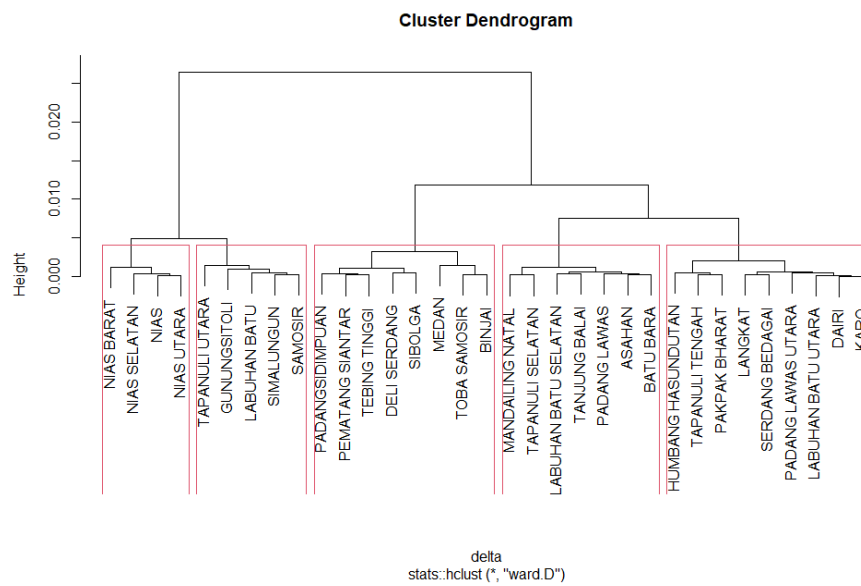 Cluster Dendrogram
Height
0.020
0.010
0.000
NIAS BARAT
NIAS SELATAN
NIAS
NIAS UTARA
TAPANULI UTARA
GUNUNGSITOLI
LABUHAN BATU
SIMALUNGUN
SAMOSIR
PADANGSIDIMPUAN
PEMATANG SIANTAR
TEBING TINGGI
DELI SERDANG
SIBOLGA
MEDAN
TOBA SAMOSIR
BINJAI
MANDAILING NATAL
TAPANULI SELATAN
LABUHAN BATU SELATAN
TANJUNG BALAI
PADANG LAWAS
ASAHAN
BATU BARA
HUMBANG HASUNDUTAN
TAPANULI TENGAH
PAKPAK BHARAT
LANGKAT
SERDANG BEDAGAI
PADANG LAWAS UTARA
LABUHAN BATU UTARA
DAIRI
KARO
delta
stats::hclust (*, "ward.D")